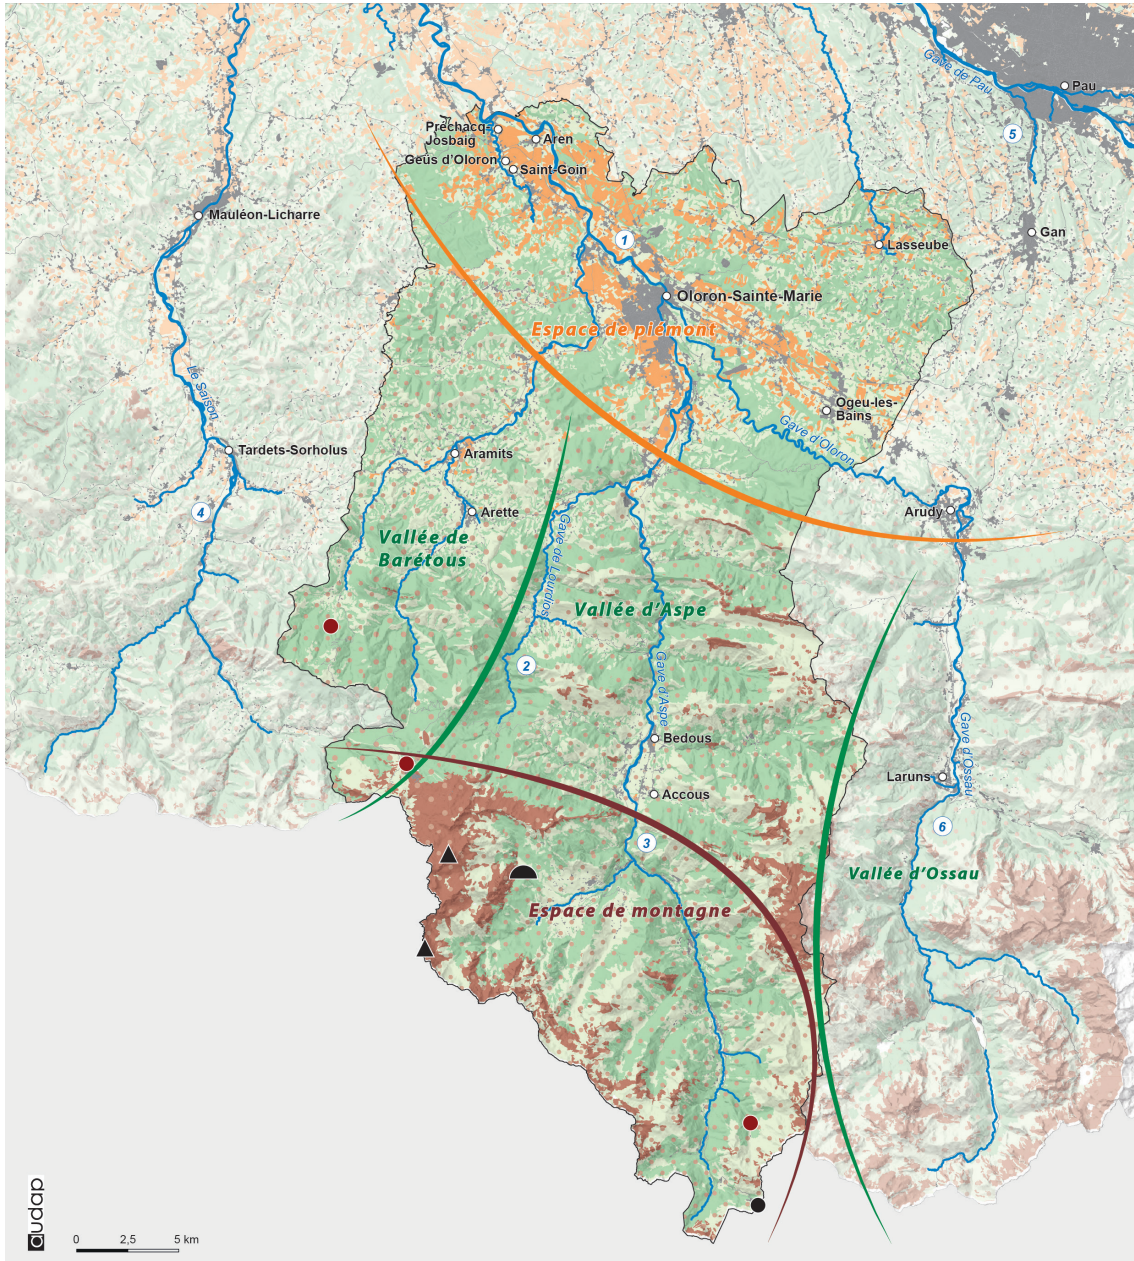 Gave de Pau
Pau
5
Préchacq-
Josbaig
Aren
Geüs d'Oloron
Saint-Goin
Mauléon-Licharre
1
Gan
Lasseube
Oloron-Sainte-Marie
Espace de piémont
Le Saison
Ogeu-les-
Bains
Gave d'Oloron
Tardets-Sorholus
Aramits
4
Arette
Arudy
Vallée de
Barétous
Gave de Lourdios
Vallée d'Aspe
2
Gave d'Aspe
Bedous
Gave d'Ossau
Laruns
Accous
3
6
Vallée d'Ossau
Espace de montagne
audap
0 2,5 5 km